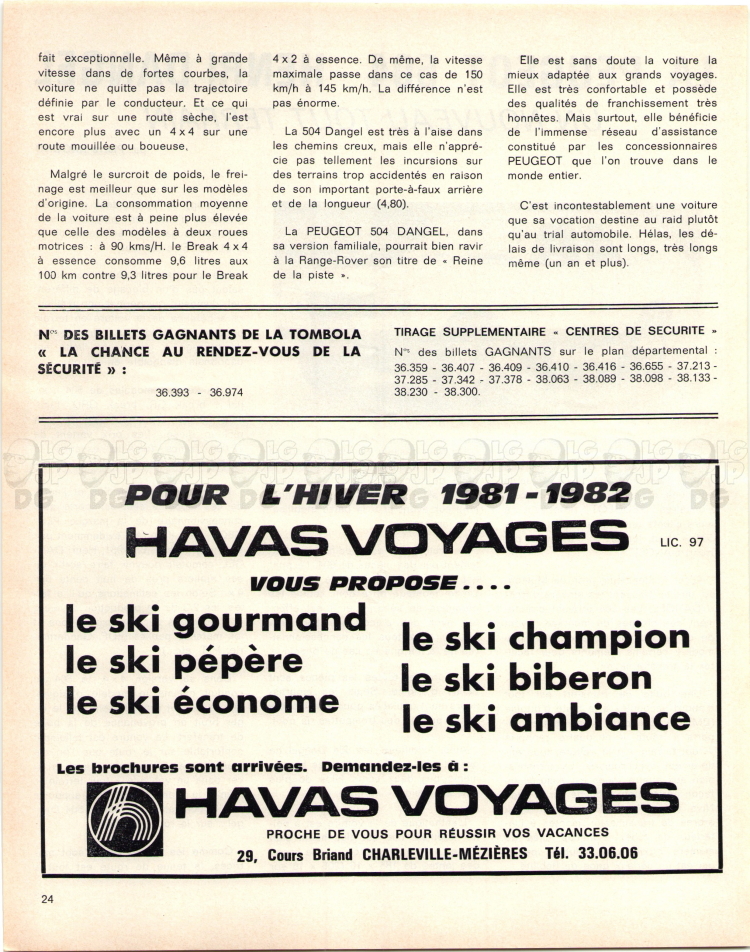 fait exceptionnelle. Même à grande
vitesse dans de fortes courbes, la
voiture ne quitte pas la trajectoire
définie par le conducteur. Et ce qui
est vrai sur une route sèche, l'est
encore plus avec un 4 x 4 sur une
route mouillée ou boueuse.
Malgré le surcroit de poids, le frei-
nage est meilleur que sur les modèles
d'origine. La consommation moyenne
de la voiture est à peine plus élevée
que celle des modèles à deux roues
motrices : à 90 kms/H. le Break 4 x 4
à essence consomme 9,6 litres aux
100 km contre 9,3 litres pour le Break
4 x 2 à essence. De même, la vitesse
maximale passe dans ce cas de 150
km/h à 145 km/h. La différence n'est
pas énorme.
La 504 Dangel est très à l'aise dans
les chemins creux, mais elle n'appré-
cie pas tellement les incursions sur
des terrains trop accidentés en raison
de son important porte-à-faux arrière
et de la longueur (4,80).
La PEUGEOT 504 DANGEL, dans
sa version familiale, pourrait bien ravir
à la Range-Rover son titre de « Reine
de la piste ».
Elle est sans doute la voiture la
mieux adaptée aux grands voyages.
Elle est très confortable et possède
des qualités de franchissement très
honnêtes. Mais surtout, elle bénéficie
de l'immense réseau d'assistance
constitué par les concessionnaires
PEUGEOT que l'on trouve dans le
monde entier.
C'est incontestablement une voiture
que sa vocation destine au raid plutôt
qu'au trial automobile. Hélas, les dé-
lais de livraison sont longs, très longs
même (un an et plus).
Nos DES BILLETS GAGNANTS DE LA TOMBOLA
« LA CHANCE AU RENDEZ-VOUS DE LA
SÉCURITÉ » :
36.393 - 36.974
TIRAGE SUPPLEMENTAIRE « CENTRES DE SECURITE »
Nos des billets GAGNANTS sur le plan départemental :
36.359 - 36.407 - 36.409 - 36.410 - 36.416 - 36.655 - 37.213 -
37.285 - 37.342 - 37.378 - 38.063 - 38.089 - 38.098 - 38.133 -
38.230 - 38.300.
POUR L'HIVER 1981-1982
HAVAS VOYAGES LIC. 97
VOUS PROPOSE....
le ski gourmand
le ski pépère
le ski économe
le ski champion
le ski biberon
le ski ambiance
Les brochures sont arrivées. Demandez-les à :
HAVAS VOYAGES
PROCHE DE VOUS POUR RÉUSSIR VOS VACANCES
29, Cours Briand CHARLEVILLE-MÉZIÈRES Tél. 33.06.06
24